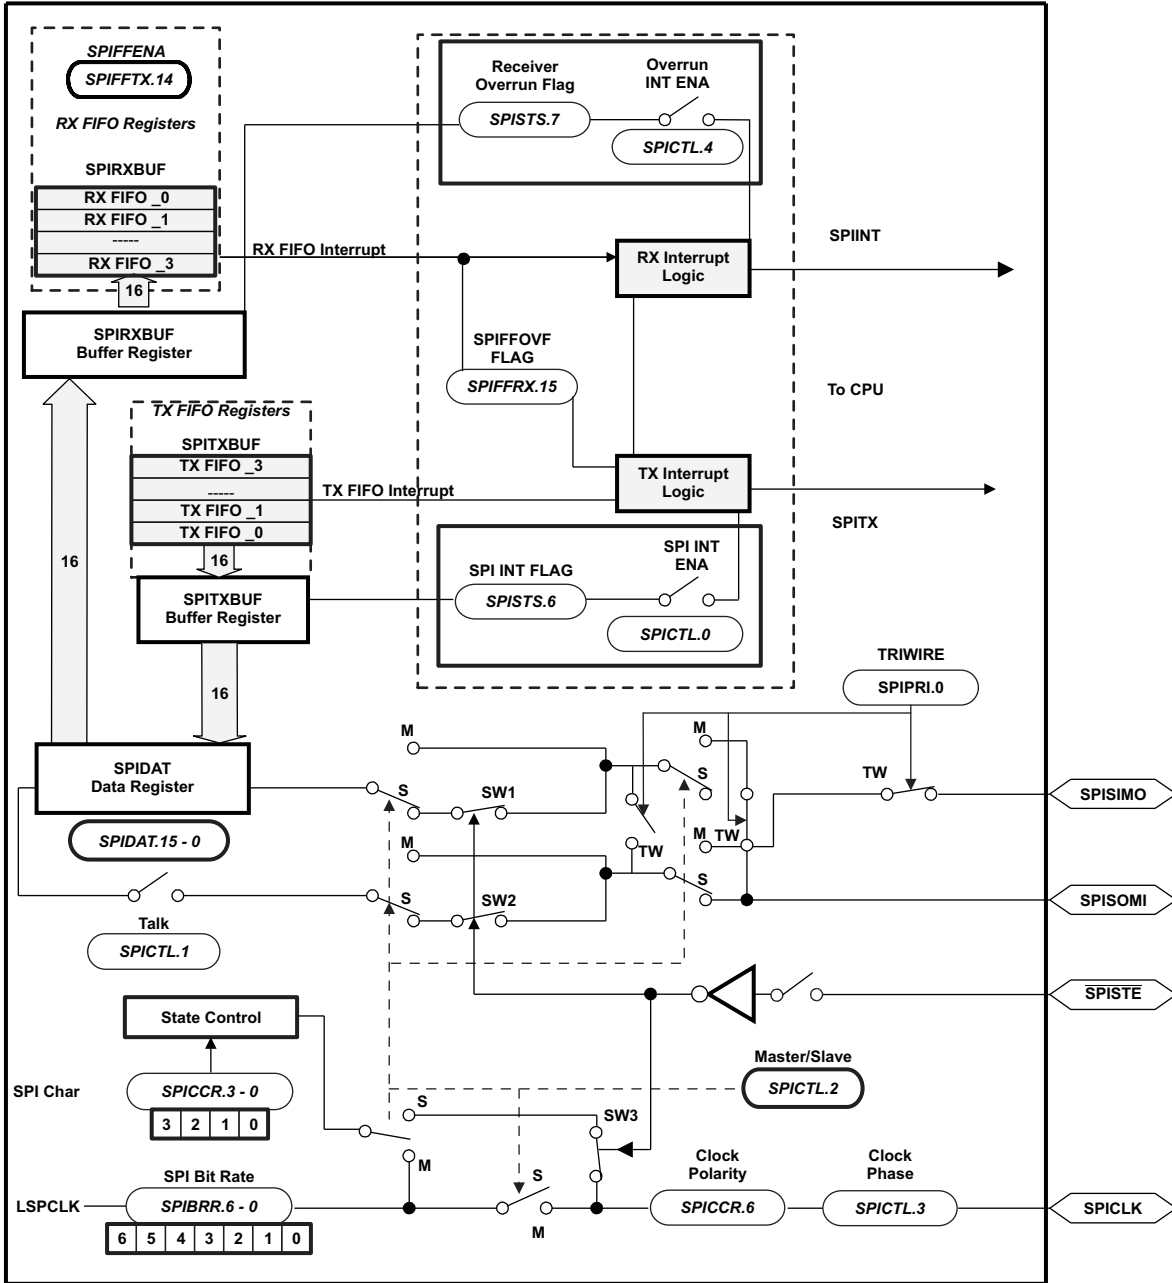 SPIFFENA
SPIFFTX.14
RX FIFO Registers
SPIRXBUF
RX FIFO _0
RX FIFO _1
-----
RX FIFO _3
16
SPIRXBUF
Buffer Register
Receiver
Overrun Flag
SPISTS.7
Overrun
INT ENA
SPICTL.4
RX FIFO Interrupt
RX Interrupt
Logic
SPIINT
SPIFFOVF
FLAG
SPIFFRX.15
To CPU
TX FIFO Registers
SPITXBUF
TX FIFO _3
-----
TX FIFO _1
TX FIFO _0
16
TX FIFO Interrupt
TX Interrupt
Logic
SPITX
16
SPITXBUF
Buffer Register
SPI INT FLAG
SPISTS.6
SPI INT
ENA
SPICTL.0
16
TRIWIRE
SPIPRI.0
SPIDAT
Data Register
SPIDAT.15 - 0
M
S
SW1
M
S
SW2
TW
M
S
M
TW
S
TW
SPISIMO
SPISOMI
Talk
SPICTL.1
SPISTE
State Control
Master/Slave
SPICTL.2
SPI Char
SPICCR.3 - 0
3 2 1 0
S
M
SW3
SPI Bit Rate
LSPCLK
SPIBRR.6 - 0
6 5 4 3 2 1 0
S
M
Clock
Polarity
SPICCR.6
Clock
Phase
SPICTL.3
SPICLK